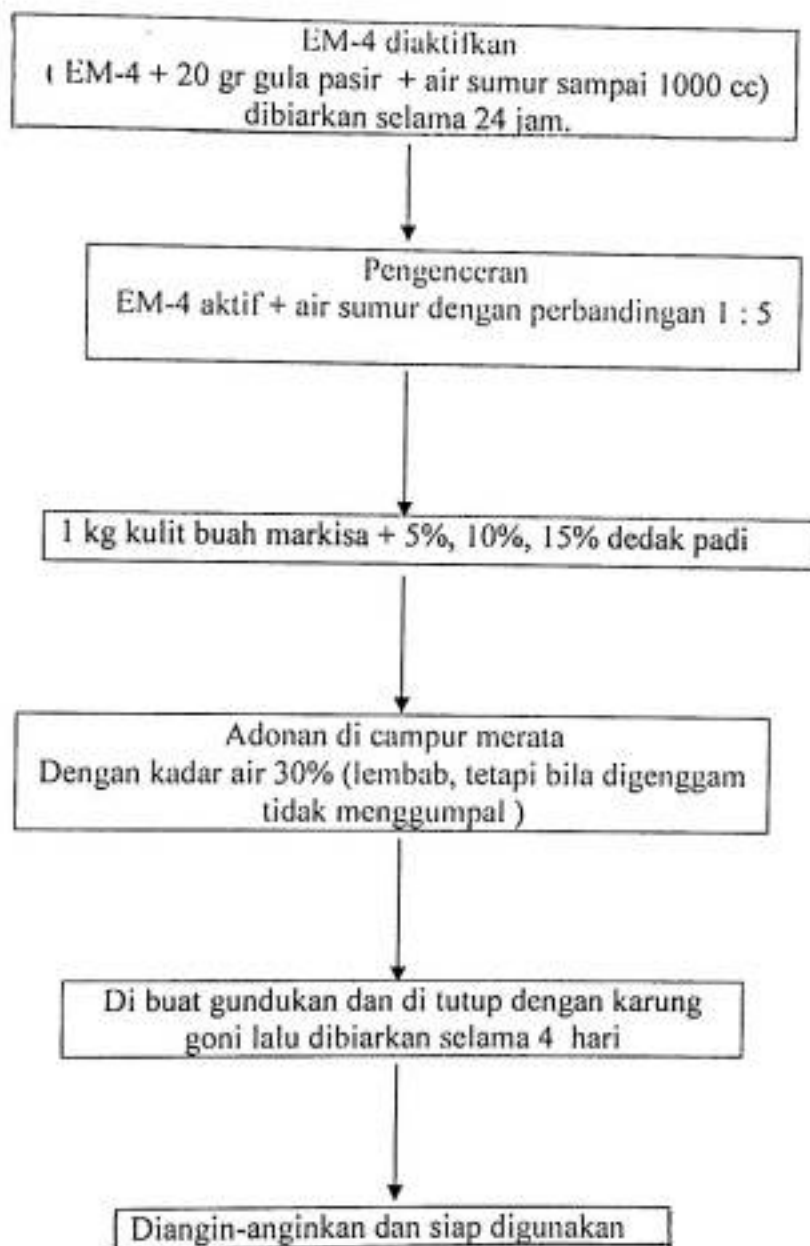 EM-4 diaktifkan
( EM-4 + 20 gr gula pasir + air sumur sampai 1000 cc)
dibiarkan selama 24 jam.
Pengenceran
EM-4 aktif + air sumur dengan perbandingan 1 : 5
1 kg kulit buah markisa + 5%, 10%, 15% dedak padi
Adonan di campur merata
Dengan kadar air 30% (lembab, tetapi bila digenggam
tidak menggumpal )
Di buat gundukan dan di tutup dengan karung
goni lalu dibiarkan selama 4 hari
Diangin-anginkan dan siap digunakan